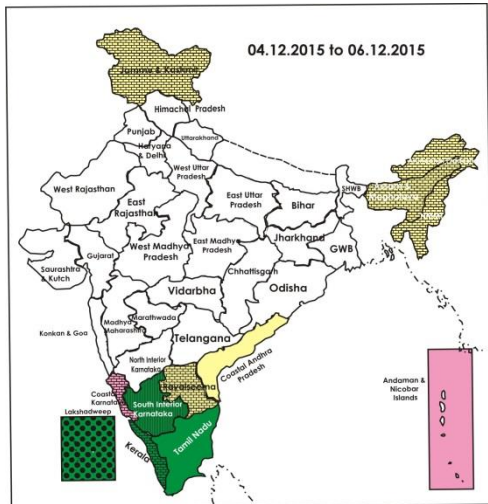 04.12.2015 to 06.12.2015
Jammu & Kashmir
Himachal Pradesh
Punjab
Uttarakhand
Haryana
& Delhi
West Uttar
Pradesh
West Rajasthan
East
Rajasthan
East Uttar
Pradesh
Bihar
SHWB
West Madhya
Pradesh
East Madhya
Pradesh
Jharkhand
GWB
Gujarat
Saurashtra
& Kutch
Chhattisgarh
Vidarbha
Odisha
Konkan & Goa
Madhya
Maharashtra
Marathwada
Telangana
North Interior
Karnataka
Coastal Andhra
Pradesh
Rayalseema
Coastal
Karnataka
South Interior
Karnataka
Lakshadweep
Kerala
Tamil Nadu
Andaman &
Nicobar
Islands